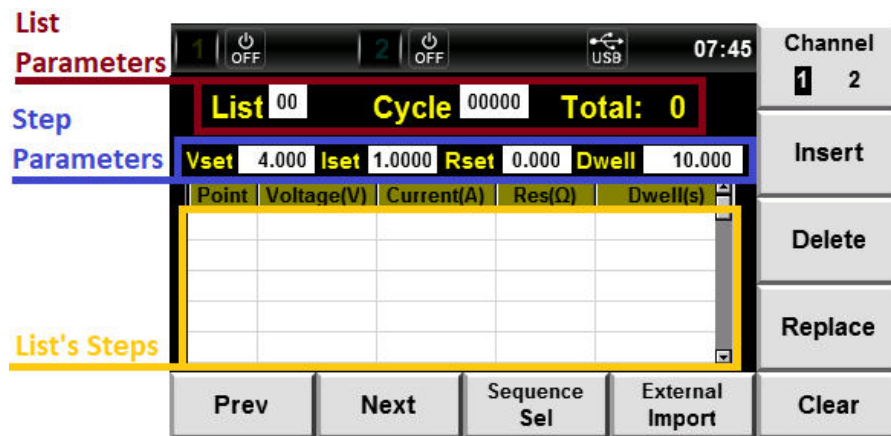 List
Parameters
1 OFF 2 OFF USB 07:45
Channel
1 2
List 00 Cycle 00000 Total: 0
Step
Parameters
Vset 4.000 Iset 1.0000 Rset 0.000 Dwell 10.000
Insert
Point Voltage(V) Current(A) Res(Ω) Dwell(s)
Delete
Replace
List's Steps
Prev Next Sequence Sel External Import Clear